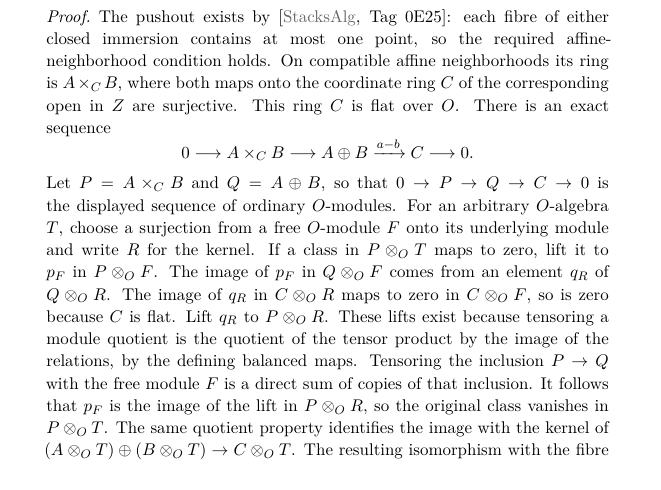 Proof. The pushout exists by [StacksAlg, Tag 0E25]: each fibre of either
closed immersion contains at most one point, so the required affine-
neighborhood condition holds. On compatible affine neighborhoods its ring
is A ×_C B, where both maps onto the coordinate ring C of the corresponding
open in Z are surjective. This ring C is flat over O. There is an exact
sequence
0 ⟶ A ×_C B ⟶ A ⊕ B \xrightarrow{a−b} C ⟶ 0.
Let P = A ×_C B and Q = A ⊕ B, so that 0 → P → Q → C → 0 is
the displayed sequence of ordinary O-modules. For an arbitrary O-algebra
T, choose a surjection from a free O-module F onto its underlying module
and write R for the kernel. If a class in P ⊗_O T maps to zero, lift it to
p_F in P ⊗_O F. The image of p_F in Q ⊗_O F comes from an element q_R of
Q ⊗_O R. The image of q_R in C ⊗_O R maps to zero in C ⊗_O F, so is zero
because C is flat. Lift q_R to P ⊗_O R. These lifts exist because tensoring a
module quotient is the quotient of the tensor product by the image of the
relations, by the defining balanced maps. Tensoring the inclusion P → Q
with the free module F is a direct sum of copies of that inclusion. It follows
that p_F is the image of the lift in P ⊗_O R, so the original class vanishes in
P ⊗_O T. The same quotient property identifies the image with the kernel of
(A ⊗_O T) ⊕ (B ⊗_O T) → C ⊗_O T. The resulting isomorphism with the fibre